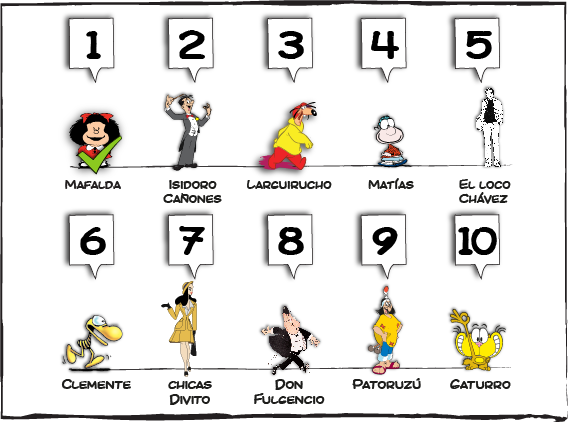 1 2 3 4 5
Mafalda
Isidoro
Cañones
Larguirucho
Matías
El loco
Chávez
6 7 8 9 10
Clemente
chicas
Divito
Don
Fulgencio
Patoruzú
Gaturro